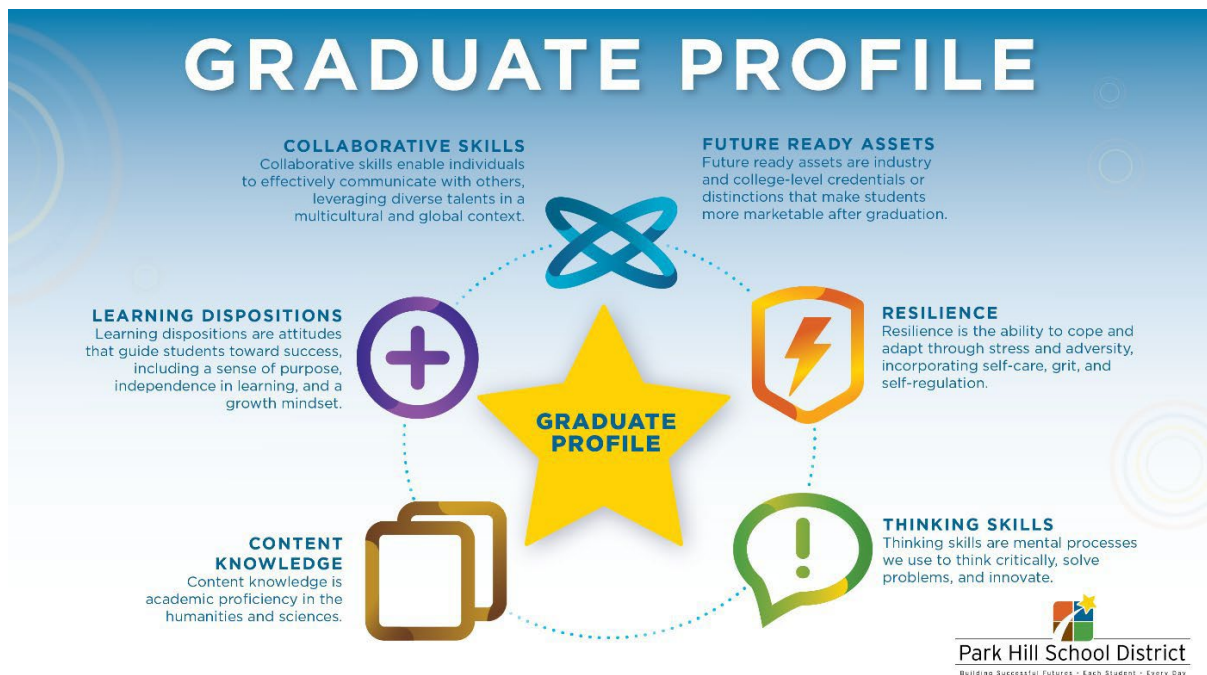 GRADUATE PROFILE
COLLABORATIVE SKILLS
Collaborative skills enable individuals
to effectively communicate with others,
leveraging diverse talents in a
multicultural and global context.
FUTURE READY ASSETS
Future ready assets are industry
and college-level credentials or
distinctions that make students
more marketable after graduation.
LEARNING DISPOSITIONS
Learning dispositions are attitudes
that guide students toward success,
including a sense of purpose,
independence in learning, and a
growth mindset.
RESILIENCE
Resilience is the ability to cope and
adapt through stress and adversity,
incorporating self-care, grit, and
self-regulation.
GRADUATE
PROFILE
CONTENT
KNOWLEDGE
Content knowledge is
academic proficiency in the
humanities and sciences.
THINKING SKILLS
Thinking skills are mental processes
we use to think critically, solve
problems, and innovate.
Park Hill School District
Building Successful Futures • Each Student • Every Day